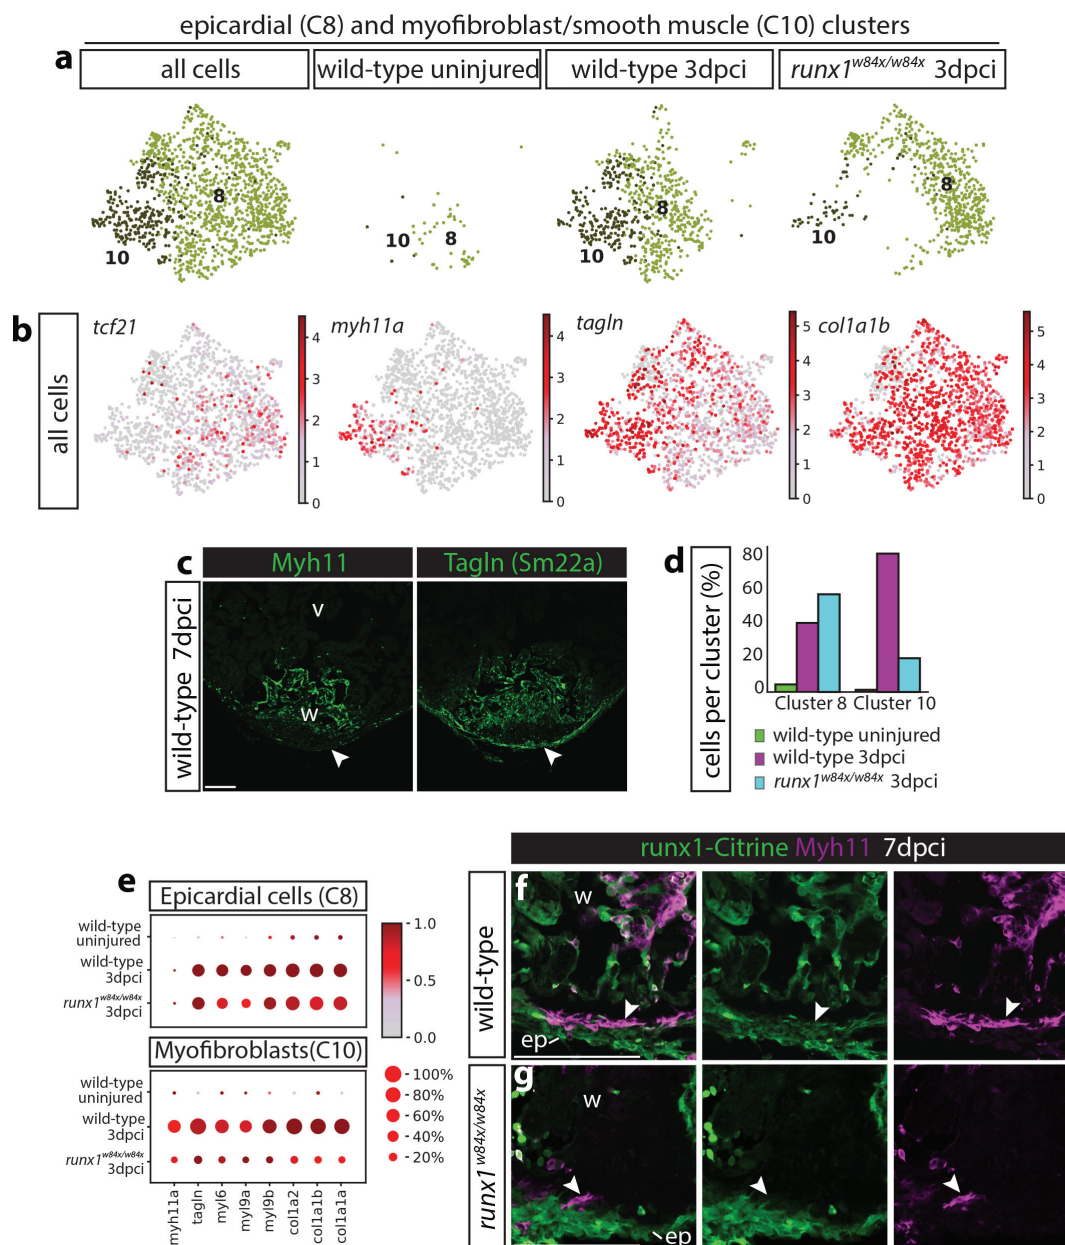 epicardial (C8) and myofibroblast/smooth muscle (C10) clusters
a
all cells
wild-type uninjured
wild-type 3dpci
runx1w84x/w84x 3dpci
8
10
10
8
8
10
8
10
b
all cells
tcf21
4
3
2
1
0
myh11a
4
3
2
1
0
tagln
5
4
3
2
1
0
col1a1b
5
4
3
2
1
0
c
Myh11
Tagln (Sm22a)
wild-type 7dpci
v
w
d
cells per cluster (%)
80
60
40
20
0
Cluster 8
Cluster 10
wild-type uninjured
wild-type 3dpci
runx1w84x/w84x 3dpci
e
Epicardial cells (C8)
wild-type
uninjured
wild-type
3dpci
runx1w84x/w84x
3dpci
1.0
0.5
0.0
Myofibroblasts(C10)
wild-type
uninjured
wild-type
3dpci
runx1w84x/w84x
3dpci
100%
80%
60%
40%
20%
myh11a
tagln
myl6
myl9a
myl9b
col1a2
col1a1b
col1a1a
runx1-Citrine Myh11 7dpci
wild-type
f
w
ep
runx1w84x/w84x
g
w
ep